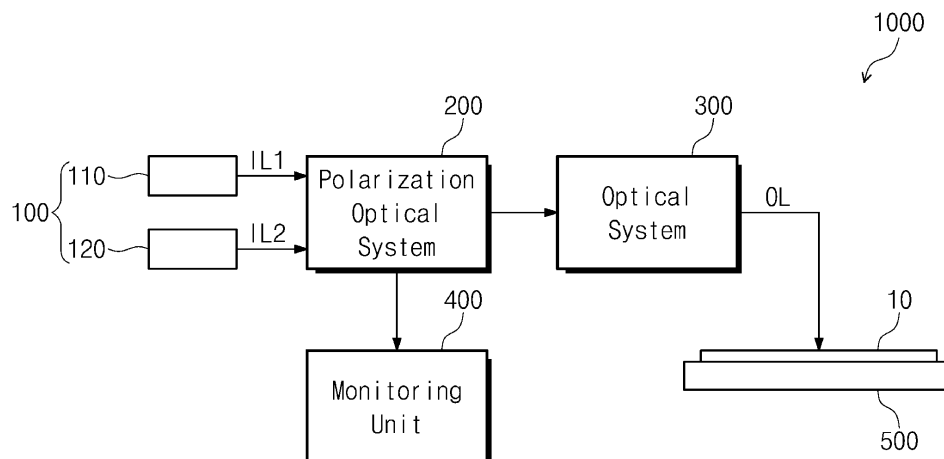 1000
200
300
100
110
IL1
120
IL2
Polarization
Optical
System
Optical
System
OL
400
10
Monitoring
Unit
500